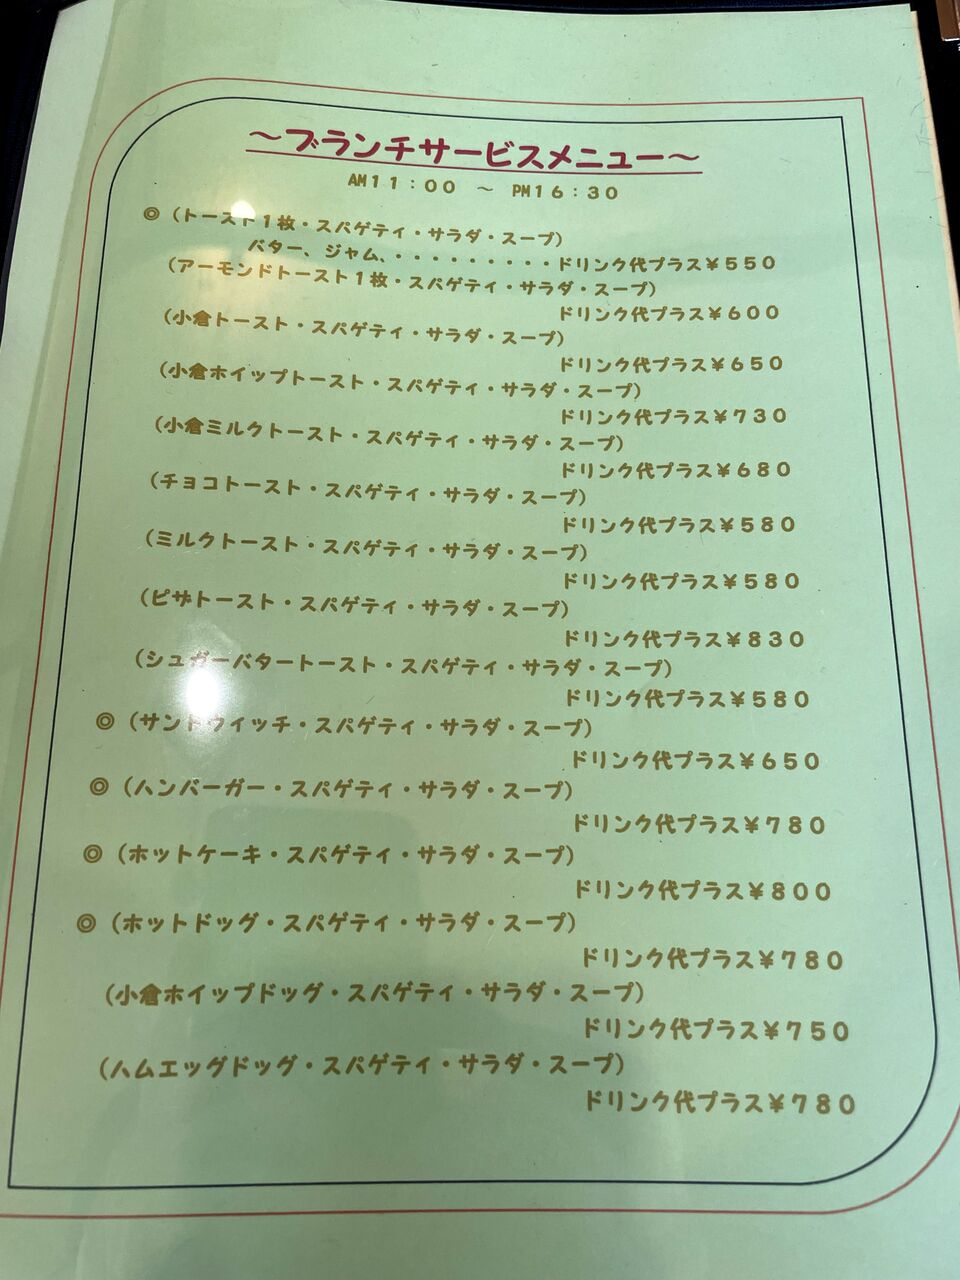 ～ブランチサービスメニュー～
AM11：00 ～ PM16：30
◎（トースト１枚・スパゲティ・サラダ・スープ）
バター、ジャム、・・・・・・・・・・ドリンク代プラス￥５５０
（アーモンドトースト１枚・スパゲティ・サラダ・スープ）
ドリンク代プラス￥６００
（小倉トースト・スパゲティ・サラダ・スープ）
ドリンク代プラス￥６５０
（小倉ホイップトースト・スパゲティ・サラダ・スープ）
ドリンク代プラス￥７３０
（小倉ミルクトースト・スパゲティ・サラダ・スープ）
ドリンク代プラス￥６８０
（チョコトースト・スパゲティ・サラダ・スープ）
ドリンク代プラス￥５８０
（ミルクトースト・スパゲティ・サラダ・スープ）
ドリンク代プラス￥５８０
（ピザトースト・スパゲティ・サラダ・スープ）
ドリンク代プラス￥８３０
（シュガーバタートースト・スパゲティ・サラダ・スープ）
ドリンク代プラス￥５８０
◎（サンドウイッチ・スパゲティ・サラダ・スープ）
ドリンク代プラス￥６５０
◎（ハンバーガー・スパゲティ・サラダ・スープ）
ドリンク代プラス￥７８０
◎（ホットケーキ・スパゲティ・サラダ・スープ）
ドリンク代プラス￥８００
◎（ホットドッグ・スパゲティ・サラダ・スープ）
ドリンク代プラス￥７８０
（小倉ホイップドッグ・スパゲティ・サラダ・スープ）
ドリンク代プラス￥７５０
（ハムエッグドッグ・スパゲティ・サラダ・スープ）
ドリンク代プラス￥７８０